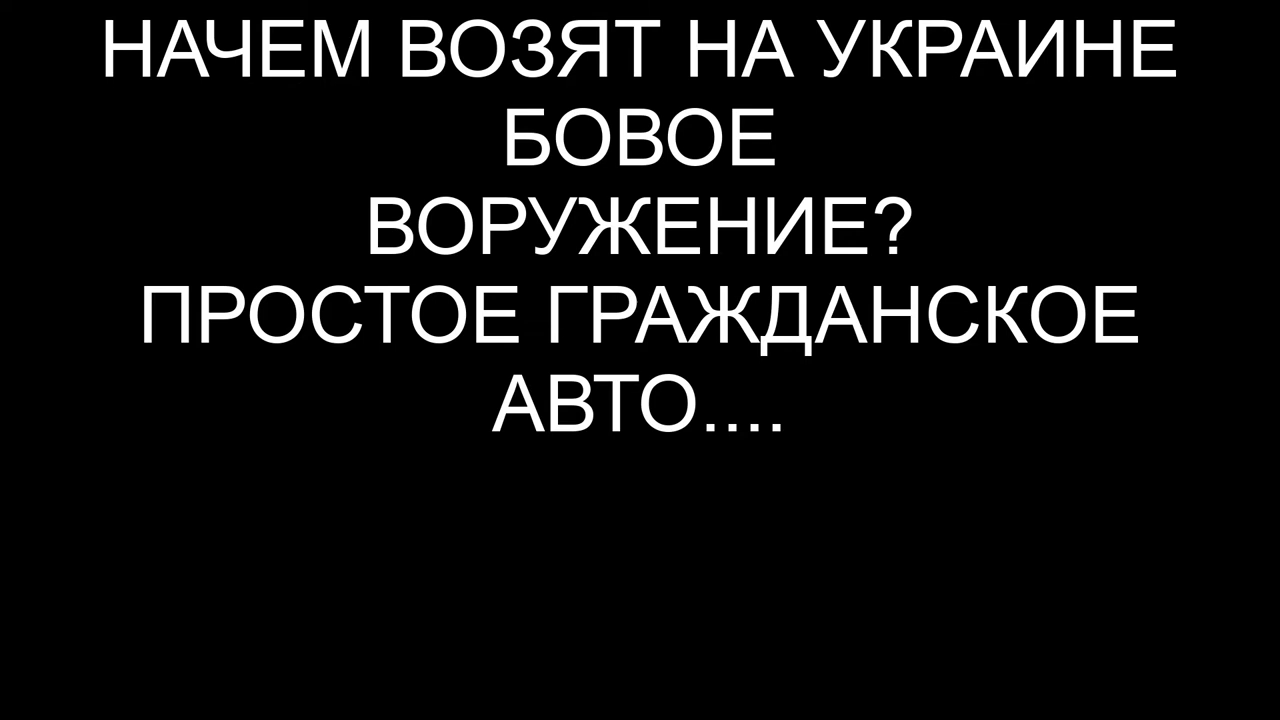 НАЧЕМ ВОЗЯТ НА УКРАИНЕ
БОВОЕ
ВОРУЖЕНИЕ?
ПРОСТОЕ ГРАЖДАНСКОЕ
АВТО....